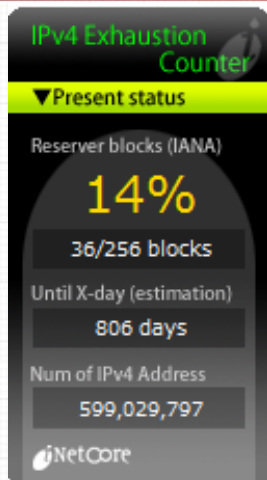 IPv4 Exhaustion
Counter
▼Present status
Reserver blocks (IANA)
14%
36/256 blocks
Until X-day (estimation)
806 days
Num of IPv4 Address
599,029,797
iNetCore